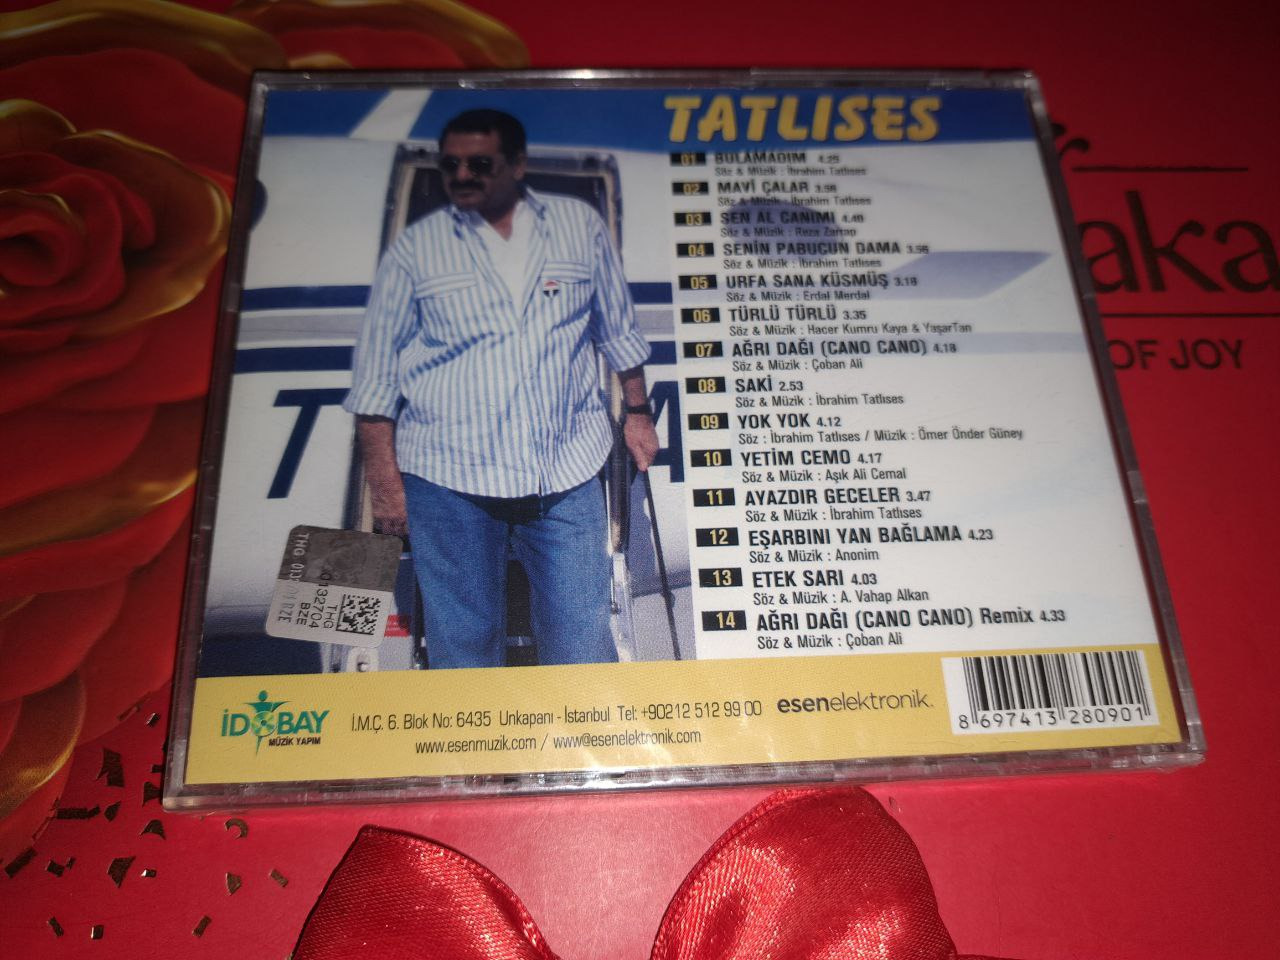 TATLISES
01 BULAMADIM 4.25
Söz & Müzik : İbrahim Tatlıses
02 MAVİ ÇALAR 3.58
Söz & Müzik : İbrahim Tatlıses
03 SEN AL CANIMI 4.40
Söz & Müzik : Reza Zarrap
04 SENİN PABUCUN DAMA 3.56
Söz & Müzik : İbrahim Tatlıses
05 URFA SANA KÜSMÜŞ 3.18
Söz & Müzik : Erdal Merdal
06 TÜRLÜ TÜRLÜ 3.35
Söz & Müzik : Hacer Kumru Kaya & YaşarTan
07 AĞRI DAĞI (CANO CANO) 4.18
Söz & Müzik : Çoban Ali
08 SAKİ 2.53
Söz & Müzik : İbrahim Tatlıses
09 YOK YOK 4.12
Söz : İbrahim Tatlıses / Müzik : Ömer Önder Güney
10 YETİM CEMO 4.17
Söz & Müzik : Aşık Ali Cemal
11 AYAZDIR GECELER 3.47
Söz & Müzik : İbrahim Tatlıses
12 EŞARBINI YAN BAĞLAMA 4.23
Söz & Müzik : Anonim
13 ETEK SARI 4.03
Söz & Müzik : A. Vahap Alkan
14 AĞRI DAĞI (CANO CANO) Remix 4.33
Söz & Müzik : Çoban Ali
T A
THG
0132704
BZE
İDOBAY
MÜZİK YAPIM
İ.M.Ç. 6. Blok No: 6435 Unkapanı - İstanbul Tel: +90212 512 99 00
www.esenmuzik.com / www@esenelektronik.com
esenelektronik.
8 697413 280901
aka
OF JOY